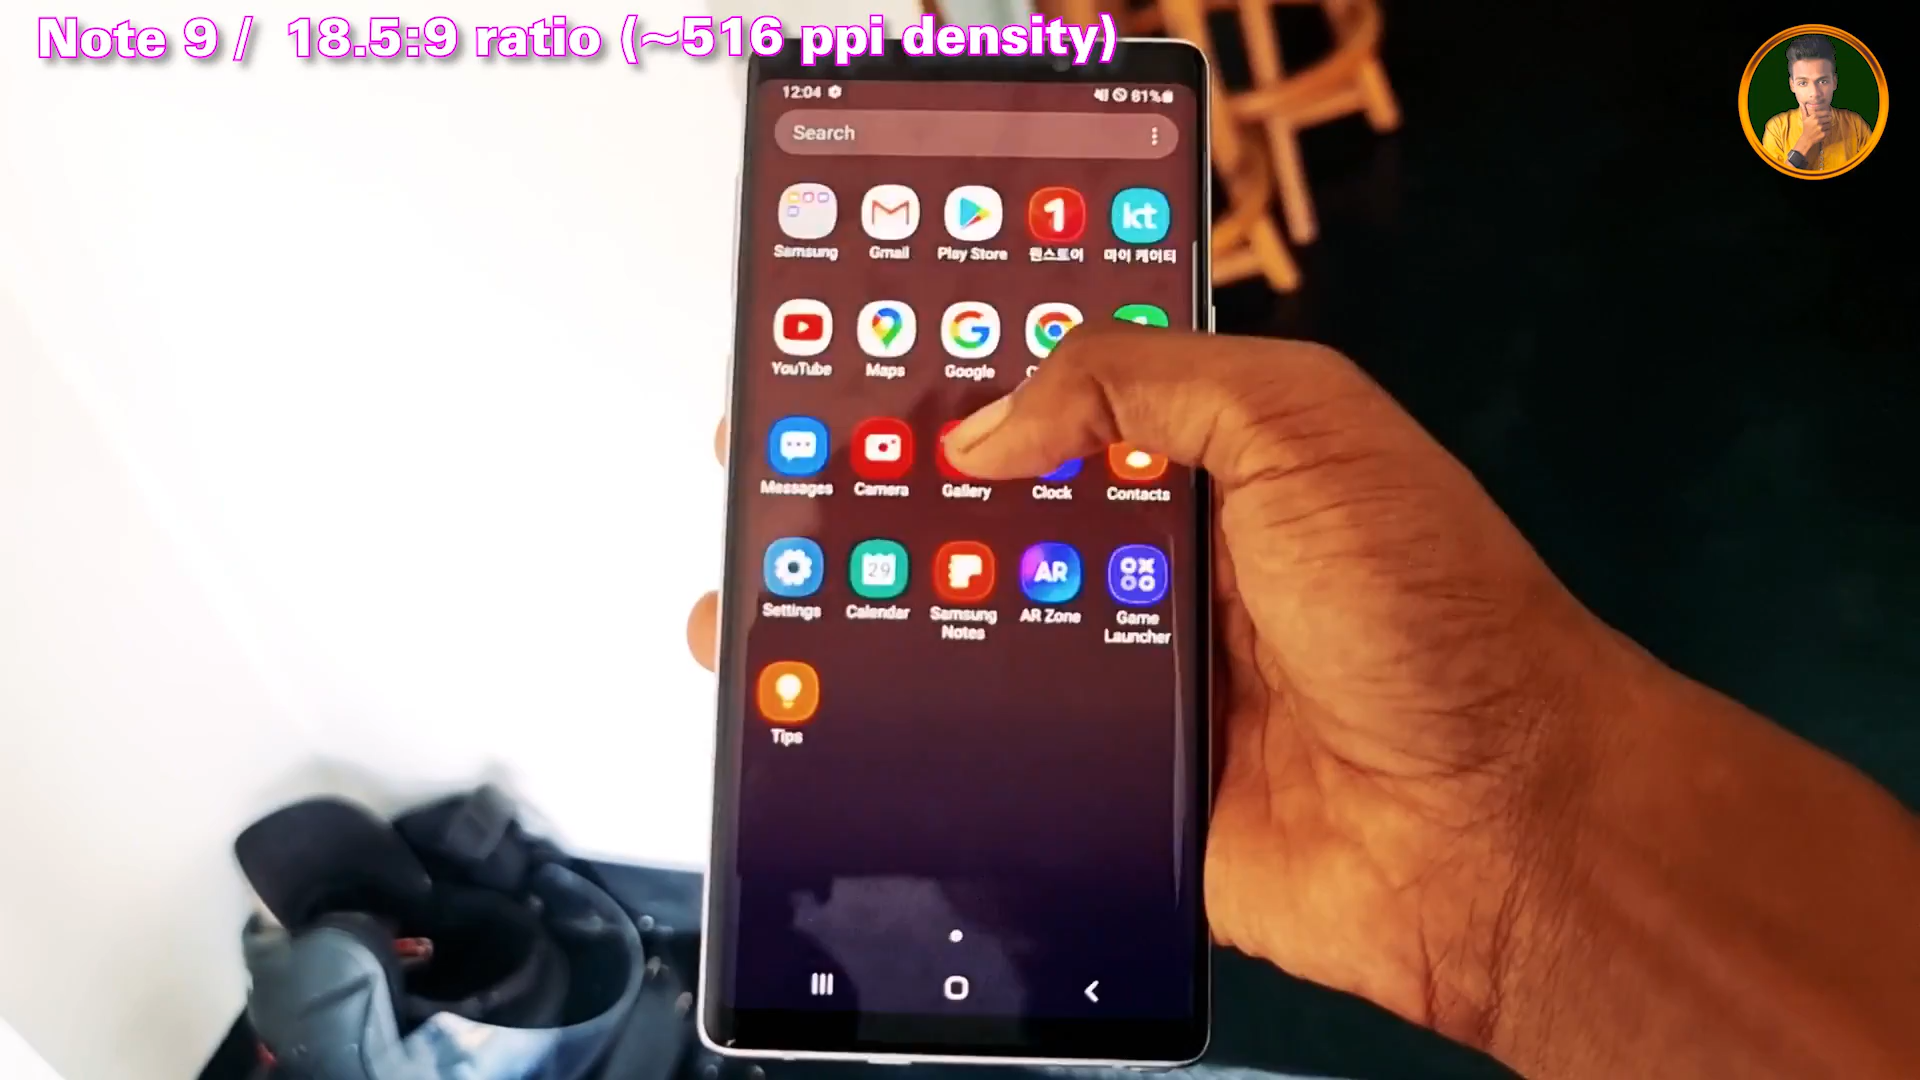 Note 9 / 18.5:9 ratio (~516 ppi density)
12:04
81%
Search
Samsung
Gmail
Play Store
1
원스토어
kt
마이 케이티
YouTube
Maps
Google
Messages
Camera
Gallery
Clock
Contacts
Settings
29
Calendar
Samsung
Notes
AR
AR Zone
Game
Launcher
Tips